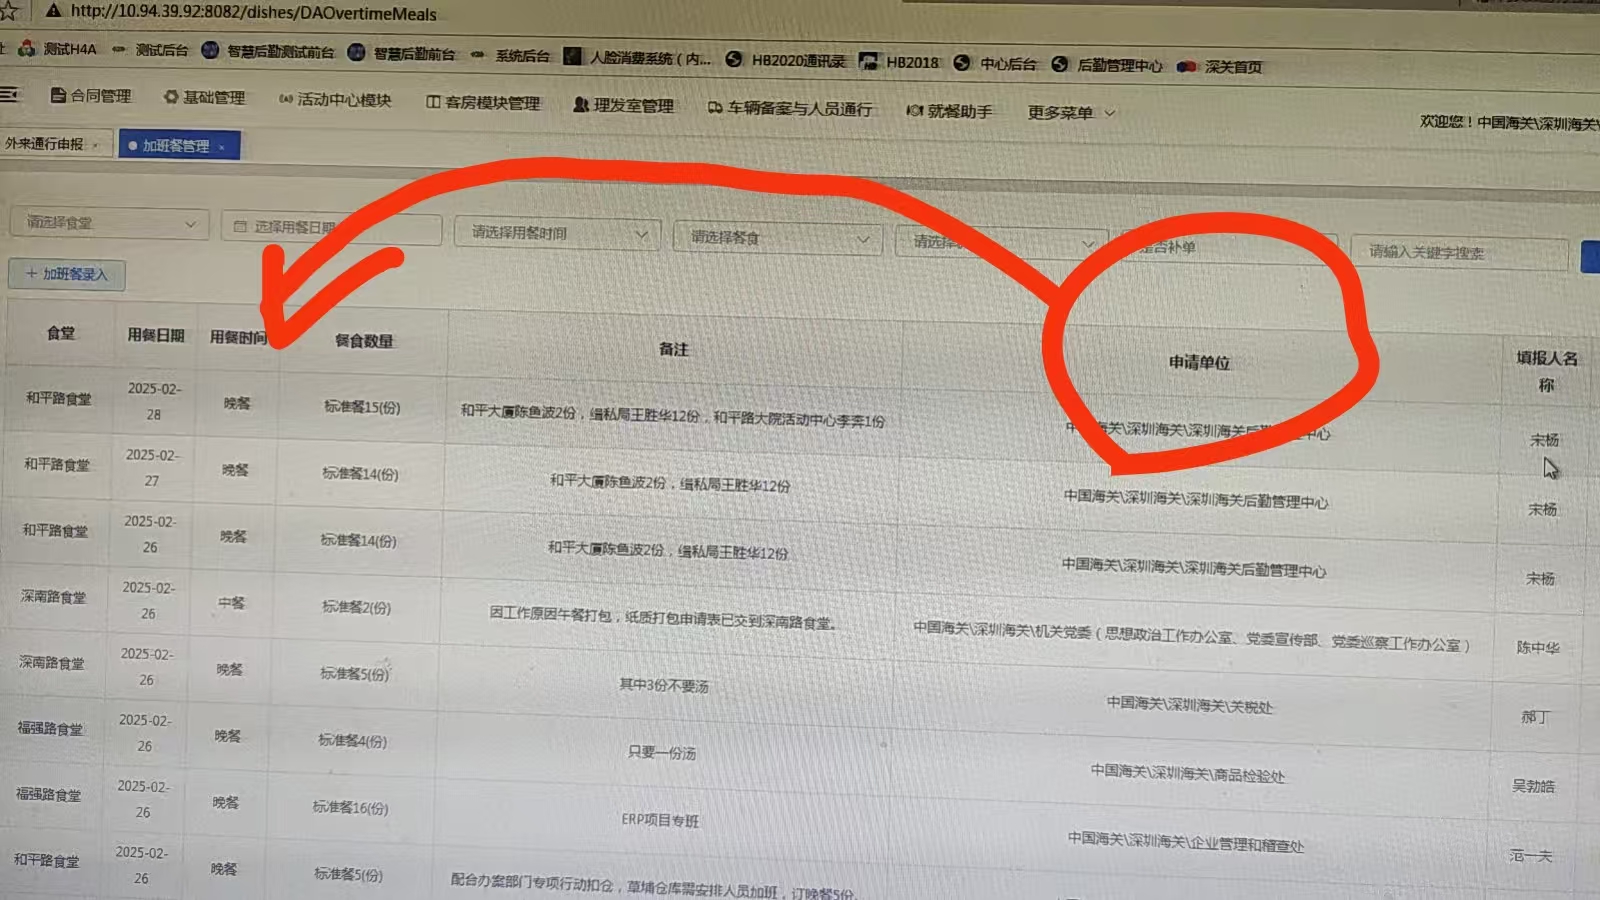 http://10.94.39.92:8082/dishes/DAOvertimeMeals
测试H4A 测试后台 智慧后勤测试前台 智慧后勤前台 系统后台 人脸消费系统（内... HB2020通讯录 HB2018 中心后台 后勤管理中心 深关首页
合同管理 基础管理 活动中心模块 客房模块管理 理发室管理 车辆备案与人员通行 就餐助手 更多菜单
欢迎您！中国海关\深圳海关\
外来通行申报 × 加班餐管理 ×
请选择食堂 选择用餐日期 请选择用餐时间 请选择餐食 请选择 是否补单 请输入关键字搜索
+ 加班餐录入
食堂 用餐日期 用餐时间 餐食数量 备注 申请单位 填报人名称
和平路食堂 2025-02-28 晚餐 标准餐15(份) 和平大厦陈鱼波2份，缉私局王胜华12份，和平路大院活动中心李奔1份 中国海关\深圳海关\深圳海关后勤管理中心 宋杨
和平路食堂 2025-02-27 晚餐 标准餐14(份) 和平大厦陈鱼波2份，缉私局王胜华12份 中国海关\深圳海关\深圳海关后勤管理中心 宋杨
和平路食堂 2025-02-26 晚餐 标准餐14(份) 和平大厦陈鱼波2份，缉私局王胜华12份 中国海关\深圳海关\深圳海关后勤管理中心 宋杨
深南路食堂 2025-02-26 中餐 标准餐2(份) 因工作原因午餐打包，纸质打包申请表已交到深南路食堂。 中国海关\深圳海关\机关党委（思想政治工作办公室、党委宣传部、党委巡察工作办公室） 陈中华
深南路食堂 2025-02-26 晚餐 标准餐5(份) 其中3份不要汤 中国海关\深圳海关\关税处 郝丁
福强路食堂 2025-02-26 晚餐 标准餐4(份) 只要一份汤 中国海关\深圳海关\商品检验处 吴勃皓
福强路食堂 2025-02-26 晚餐 标准餐16(份) ERP项目专班 中国海关\深圳海关\企业管理和稽查处 范一夫
和平路食堂 2025-02-26 晚餐 标准餐5(份) 配合办案部门专项行动扣仓，草埔仓库需安排人员加班，订晚餐5份。